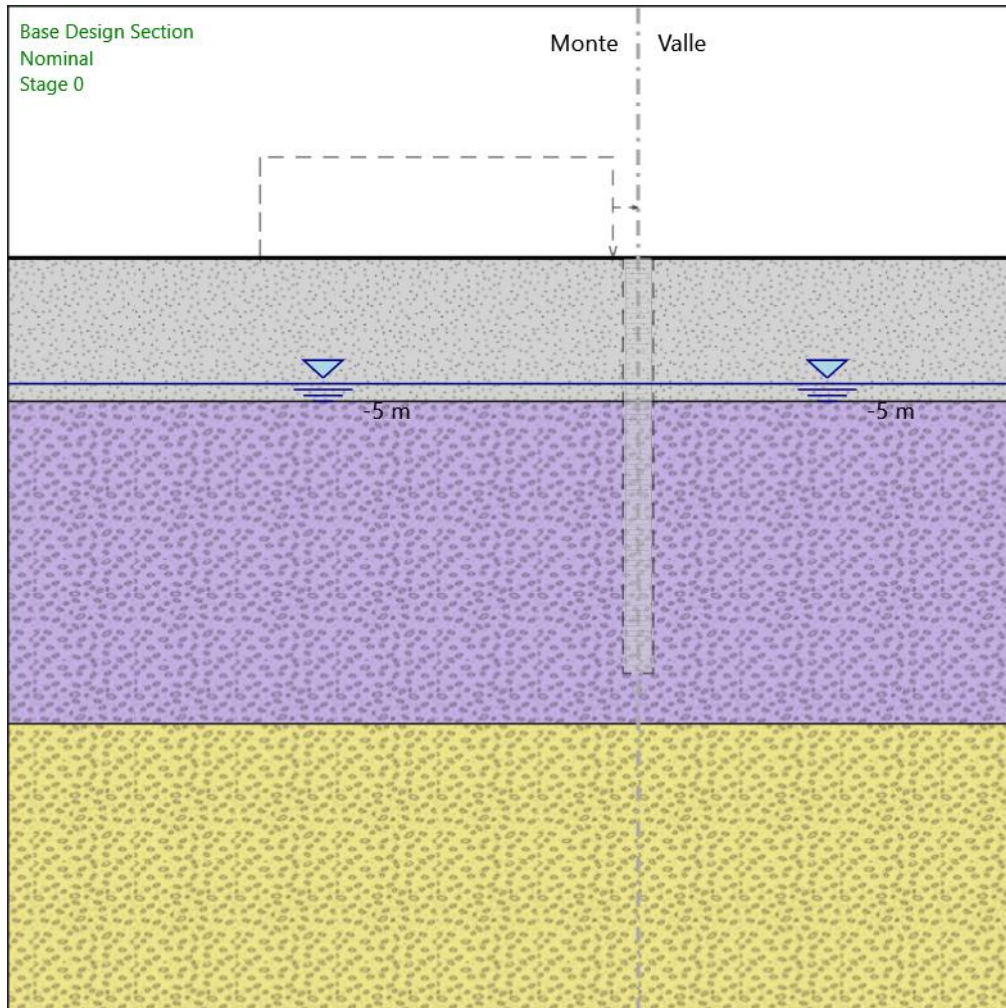 Base Design Section
Nominal
Stage 0
Monte Valle
-5 m -5 m